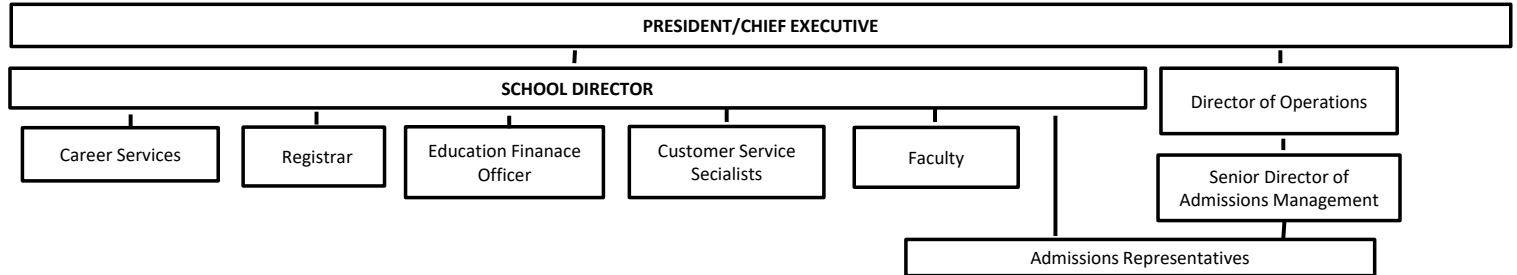 PRESIDENT/CHIEF EXECUTIVE
SCHOOL DIRECTOR
Director of Operations
Career Services
Registrar
Education Finanace
Officer
Customer Service
Secialists
Faculty
Senior Director of
Admissions Management
Admissions Representatives